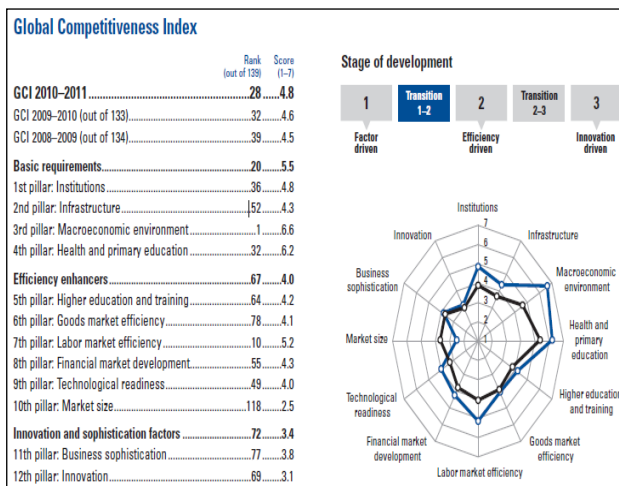 Global Competitiveness Index
Rank Score
(out of 139) (1–7)
GCI 2010–2011 28 4.8
GCI 2009–2010 (out of 133) 32 4.6
GCI 2008–2009 (out of 134) 39 4.5
Basic requirements 20 5.5
1st pillar: Institutions 36 4.8
2nd pillar: Infrastructure 52 4.3
3rd pillar: Macroeconomic environment 1 6.6
4th pillar: Health and primary education 32 6.2
Efficiency enhancers 67 4.0
5th pillar: Higher education and training 64 4.2
6th pillar: Goods market efficiency 78 4.1
7th pillar: Labor market efficiency 10 5.2
8th pillar: Financial market development 55 4.3
9th pillar: Technological readiness 49 4.0
10th pillar: Market size 118 2.5
Innovation and sophistication factors 72 3.4
11th pillar: Business sophistication 77 3.8
12th pillar: Innovation 69 3.1
Stage of development
1
Transition
1–2
2
Transition
2–3
3
Factor
driven
Efficiency
driven
Innovation
driven
Institutions
Infrastructure
Macroeconomic
environment
Health and
primary
education
Higher education
and training
Goods market
efficiency
Labor market efficiency
Financial market
development
Technological
readiness
Market size
Business
sophistication
Innovation
7
6
5
4
3
2
1